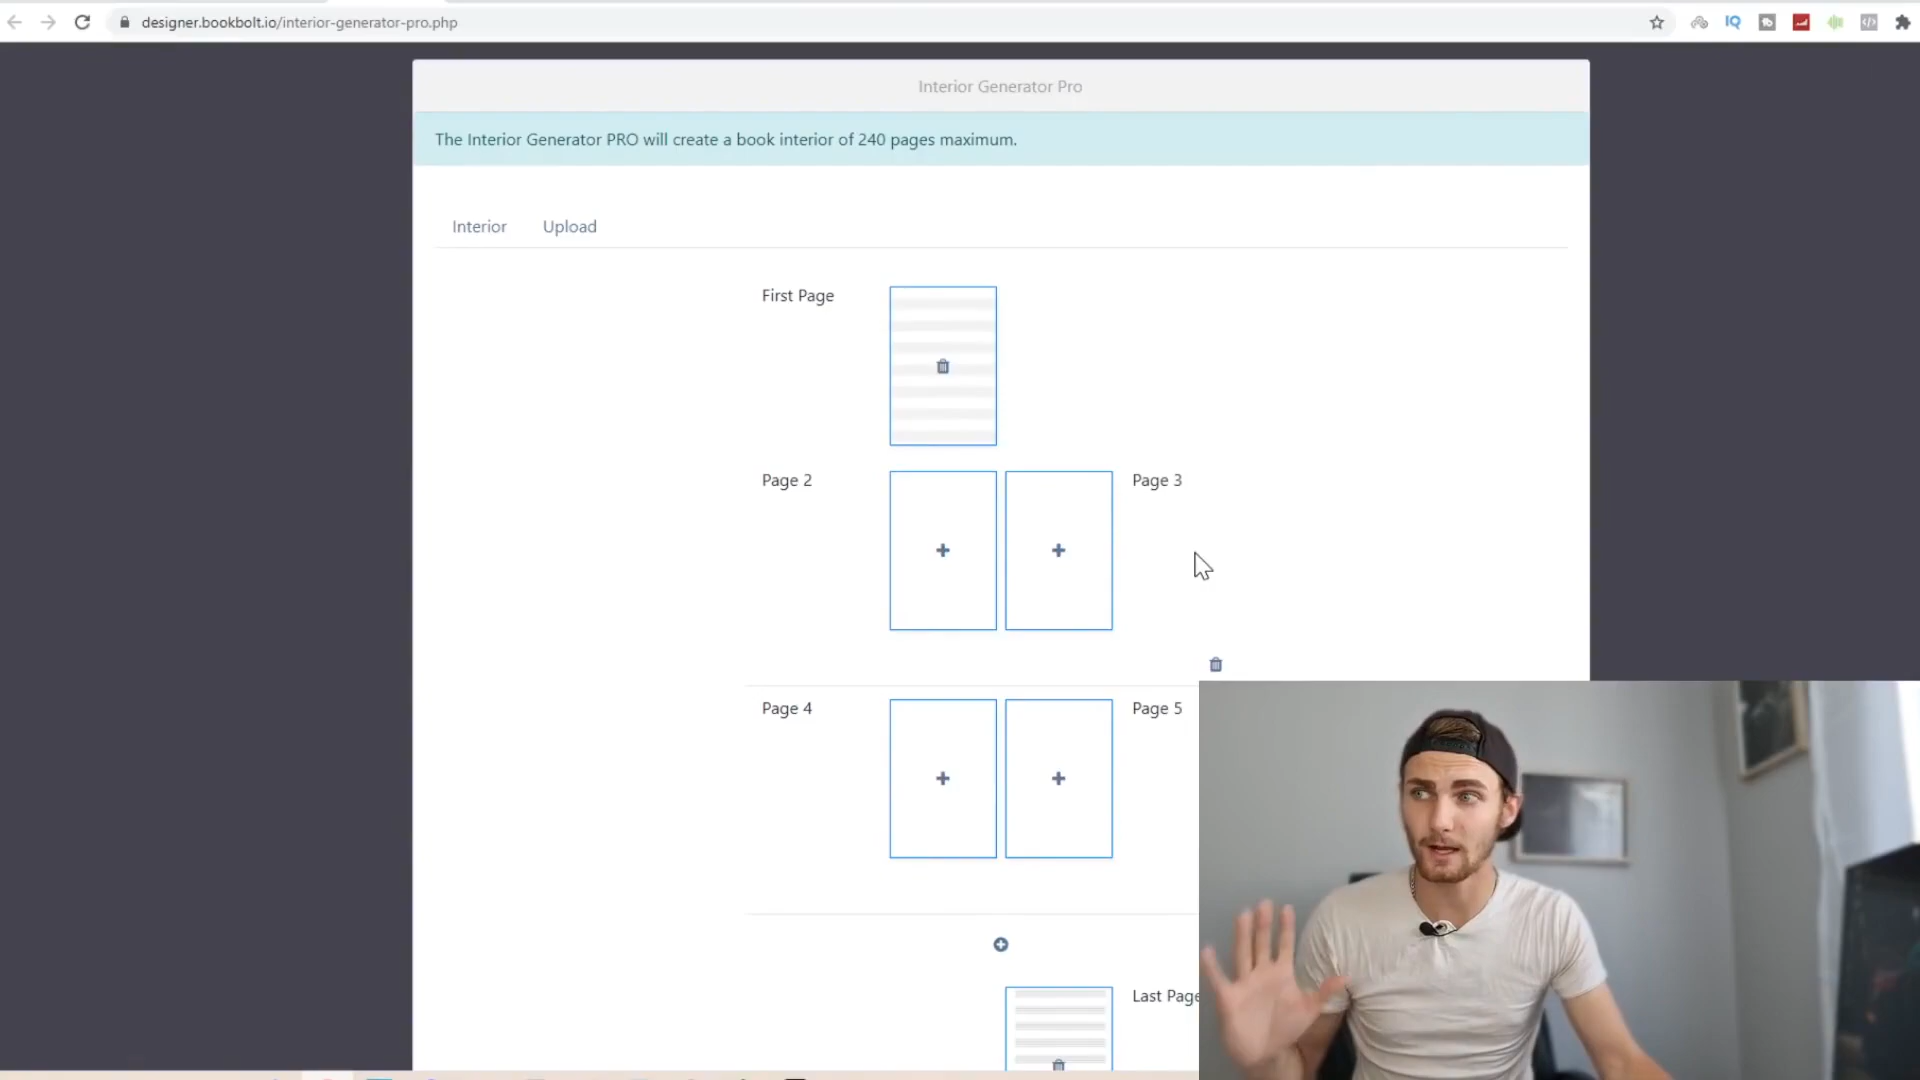 designer.bookbolt.io/interior-generator-pro.php
IQ
Interior Generator Pro
The Interior Generator PRO will create a book interior of 240 pages maximum.
Interior Upload
First Page
Page 2
Page 3
Page 4
Page 5
Last Page